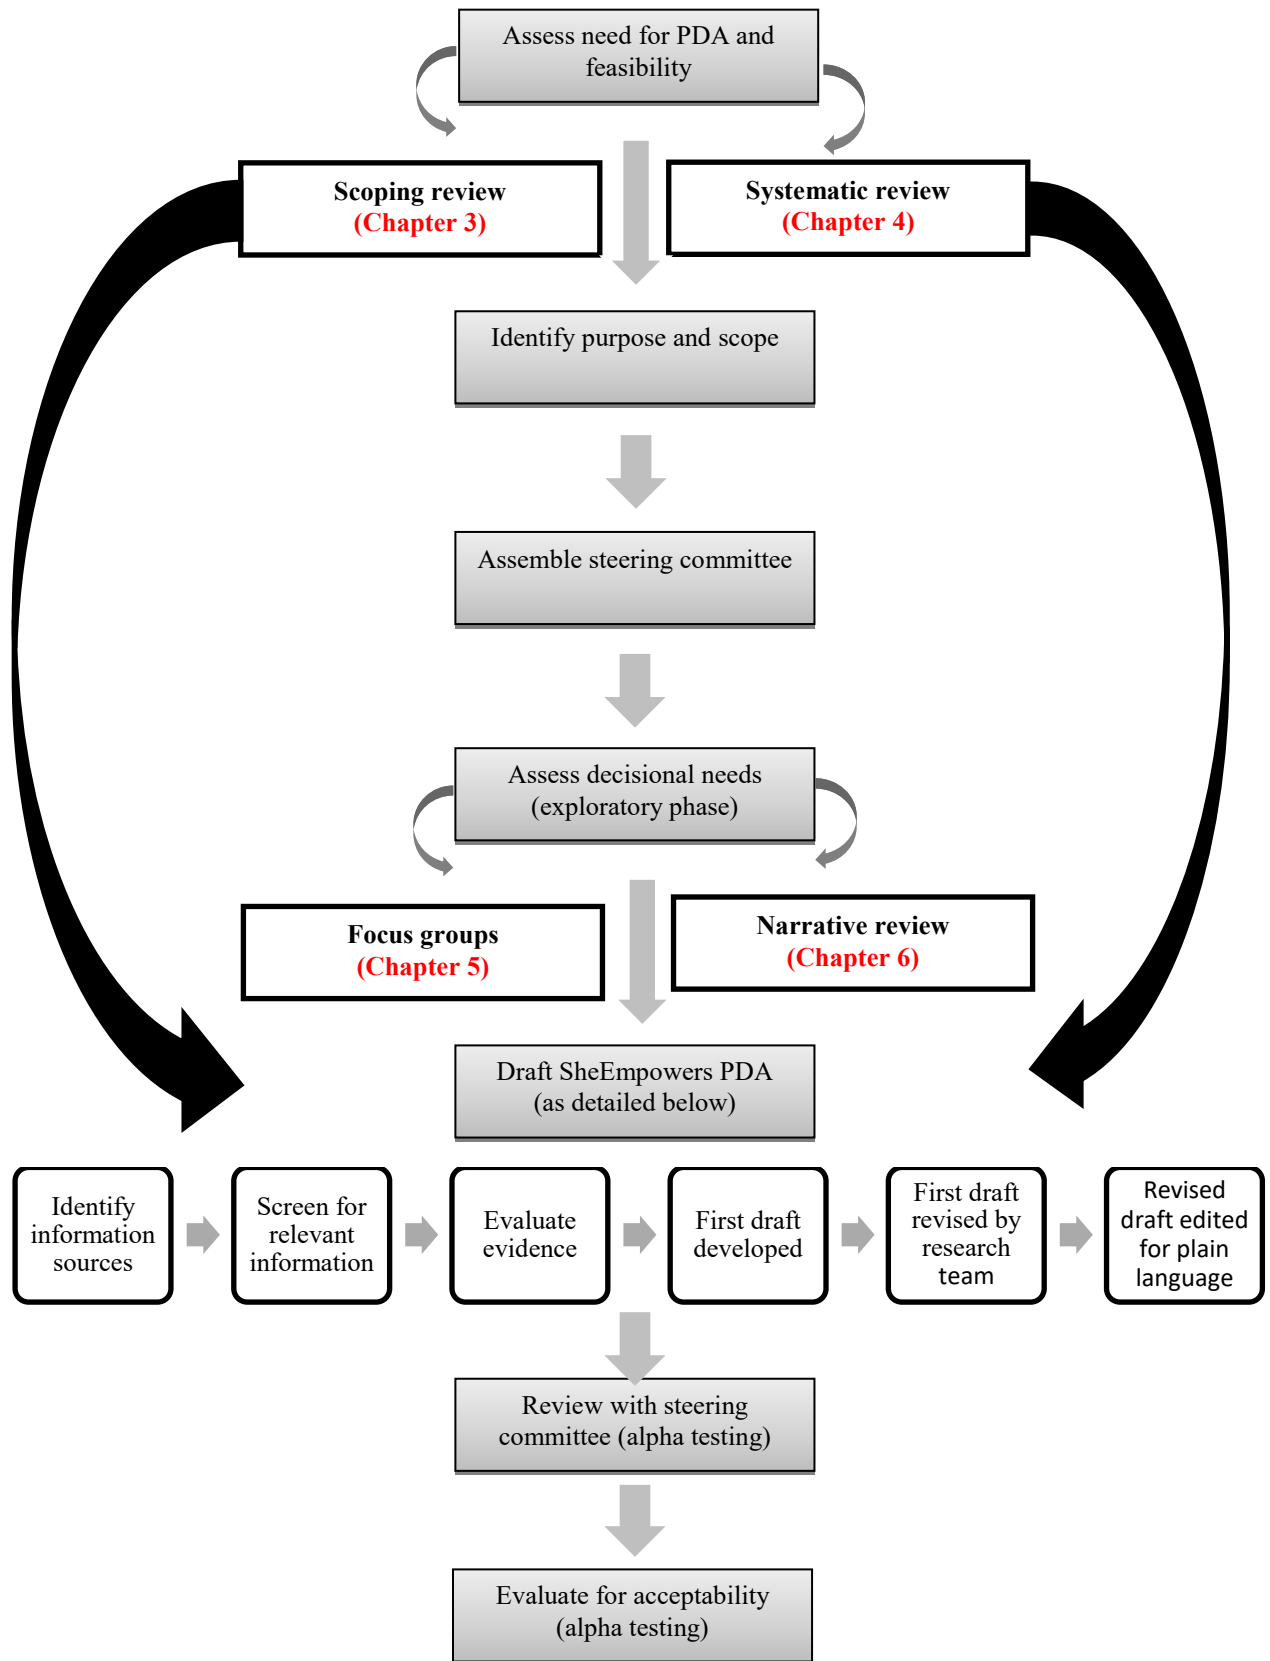 Assess need for PDA and
feasibility
Scoping review
(Chapter 3)
Systematic review
(Chapter 4)
Identify purpose and scope
Assemble steering committee
Assess decisional needs
(exploratory phase)
Focus groups
(Chapter 5)
Narrative review
(Chapter 6)
Draft SheEmpowers PDA
(as detailed below)
Identify
information
sources
Screen for
relevant
information
Evaluate
evidence
First draft
developed
First draft
revised by
research
team
Revised
draft edited
for plain
language
Review with steering
committee (alpha testing)
Evaluate for acceptability
(alpha testing)